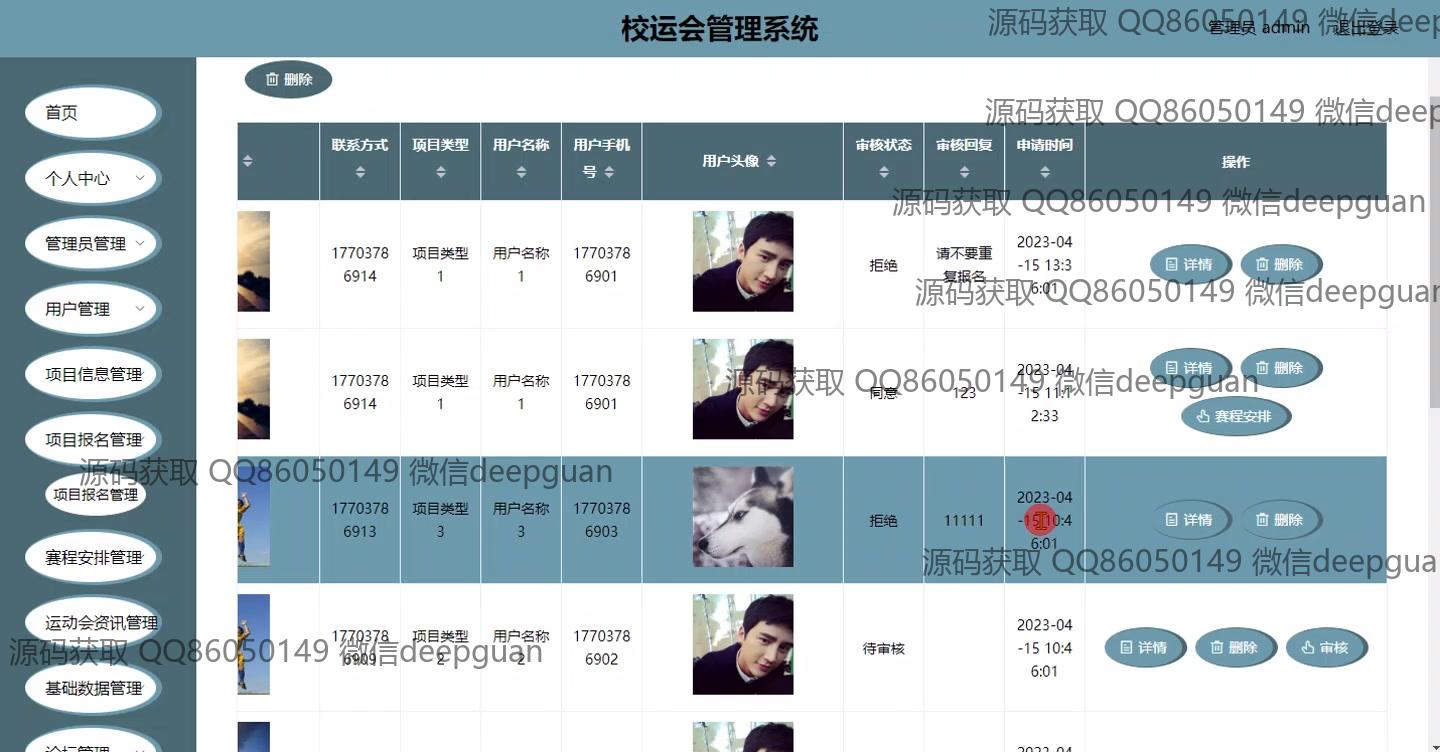 校运会管理系统
管理员 admin 退出登录
源码获取 QQ86050149 微信deep
首页
个人中心
管理员管理
用户管理
项目信息管理
项目报名管理
项目报名管理
赛程安排管理
运动会资讯管理
基础数据管理
论坛管理
删除
源码获取 QQ86050149 微信deep
联系方式 项目类型 用户名称 用户手机号 用户头像 审核状态 审核回复 申请时间 操作
源码获取 QQ86050149 微信deepguan
17703786914 项目类型1 用户名称1 17703786901 拒绝 请不要重复报名 2023-04-15 13:36:01 详情 删除
源码获取 QQ86050149 微信deepguan
17703786914 项目类型1 用户名称1 17703786901 同意 123 2023-04-15 11:12:33 详情 删除 赛程安排
源码获取 QQ86050149 微信deepguan
源码获取 QQ86050149 微信deepguan
17703786913 项目类型3 用户名称3 17703786903 拒绝 11111 2023-04-15 10:46:01 详情 删除
源码获取 QQ86050149 微信deepgua
17703786909 项目类型2 用户名称2 17703786902 待审核 2023-04-15 10:46:01 详情 删除 审核
源码获取 QQ86050149 微信deepguan
2023-04